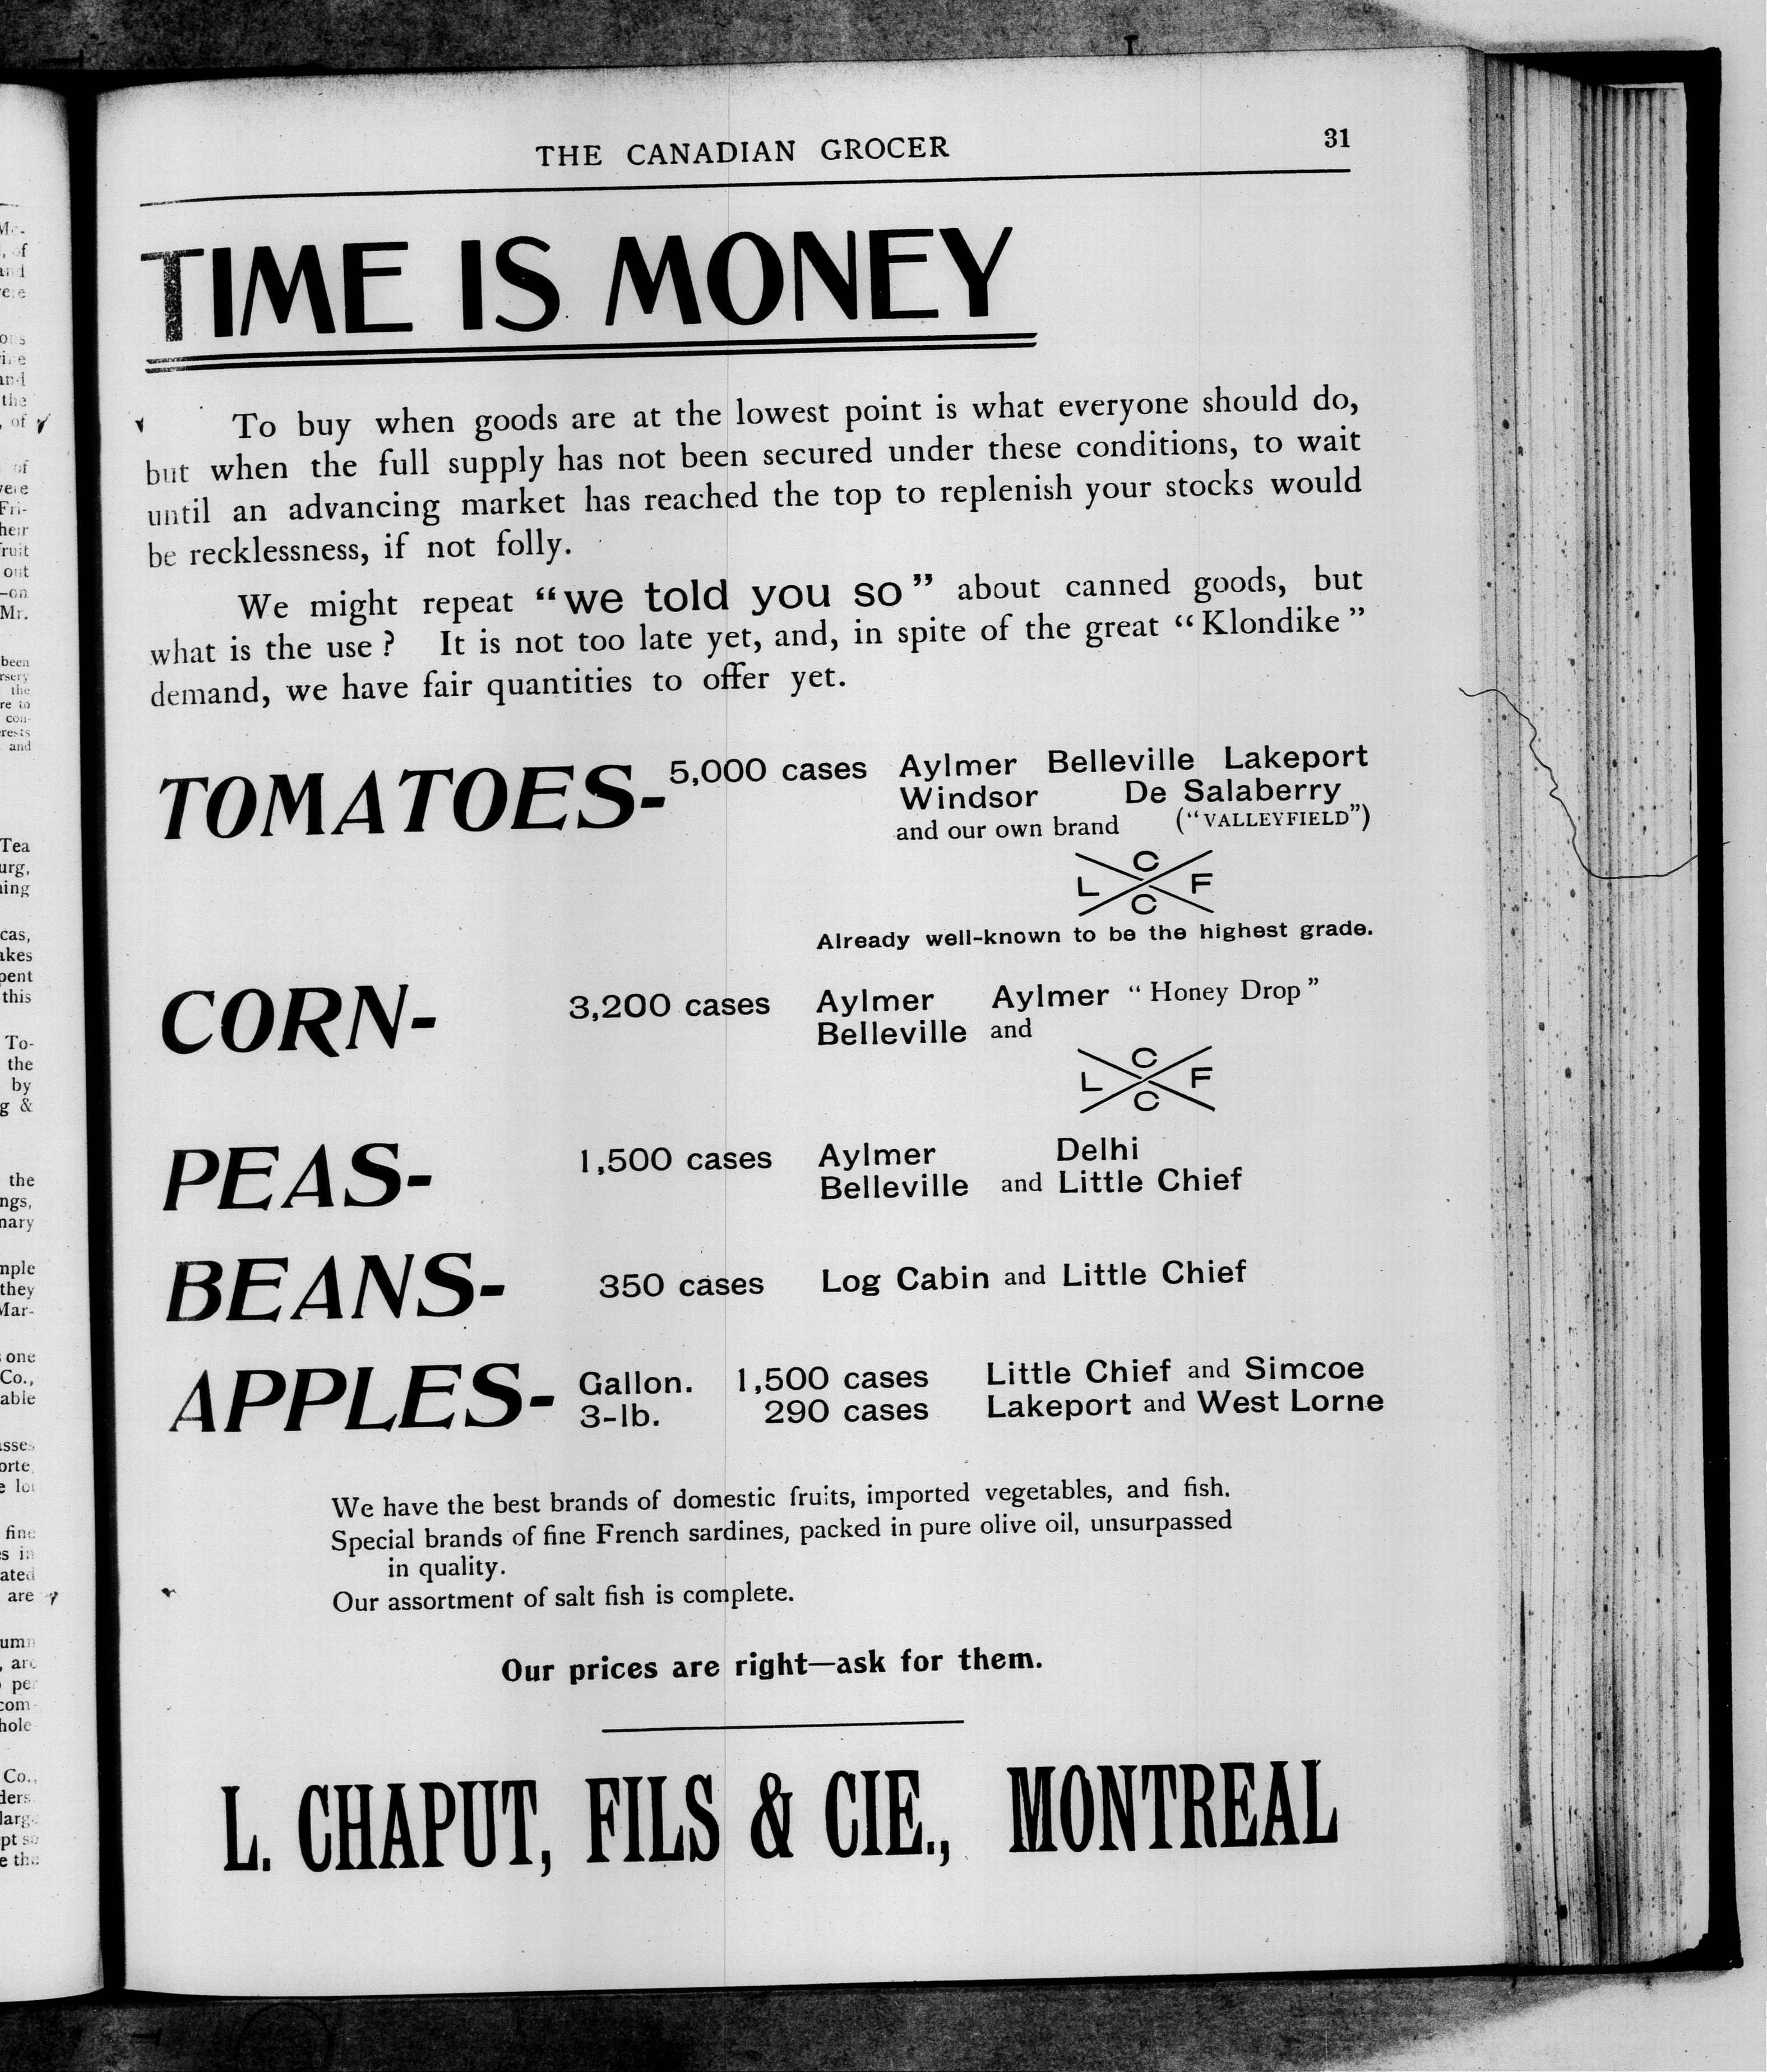 THE CANADIAN GROCER 31
TIME IS MONEY
To buy when goods are at the lowest point is what everyone should do,
but when the full supply has not been secured under these conditions, to wait
until an advancing market has reached the top to replenish your stocks would
be recklessness, if not folly.
We might repeat “we told you so” about canned goods, but
what is the use? It is not too late yet, and, in spite of the great “Klondike”
demand, we have fair quantities to offer yet.
TOMATOES- 5,000 cases Aylmer Belleville Lakeport
Windsor De Salaberry
and our own brand (“VALLEYFIELD”)
C
L F
C
Already well-known to be the highest grade.
CORN- 3,200 cases Aylmer Aylmer “Honey Drop”
Belleville and
C
L F
C
PEAS- 1,500 cases Aylmer Delhi
Belleville and Little Chief
BEANS- 350 cases Log Cabin and Little Chief
APPLES- Gallon. 1,500 cases Little Chief and Simcoe
3-lb. 290 cases Lakeport and West Lorne
We have the best brands of domestic fruits, imported vegetables, and fish.
Special brands of fine French sardines, packed in pure olive oil, unsurpassed
in quality.
Our assortment of salt fish is complete.
Our prices are right—ask for them.
L. CHAPUT, FILS & CIE., MONTREAL